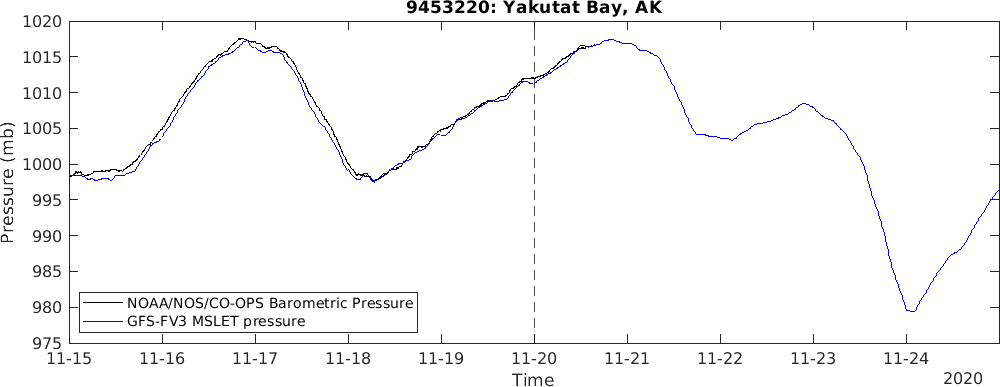 9453220: Yakutat Bay, AK
Pressure (mb)
1020
1015
1010
1005
1000
995
990
985
980
975
NOAA/NOS/CO-OPS Barometric Pressure
GFS-FV3 MSLET pressure
11-15 11-16 11-17 11-18 11-19 11-20 11-21 11-22 11-23 11-24
Time
2020